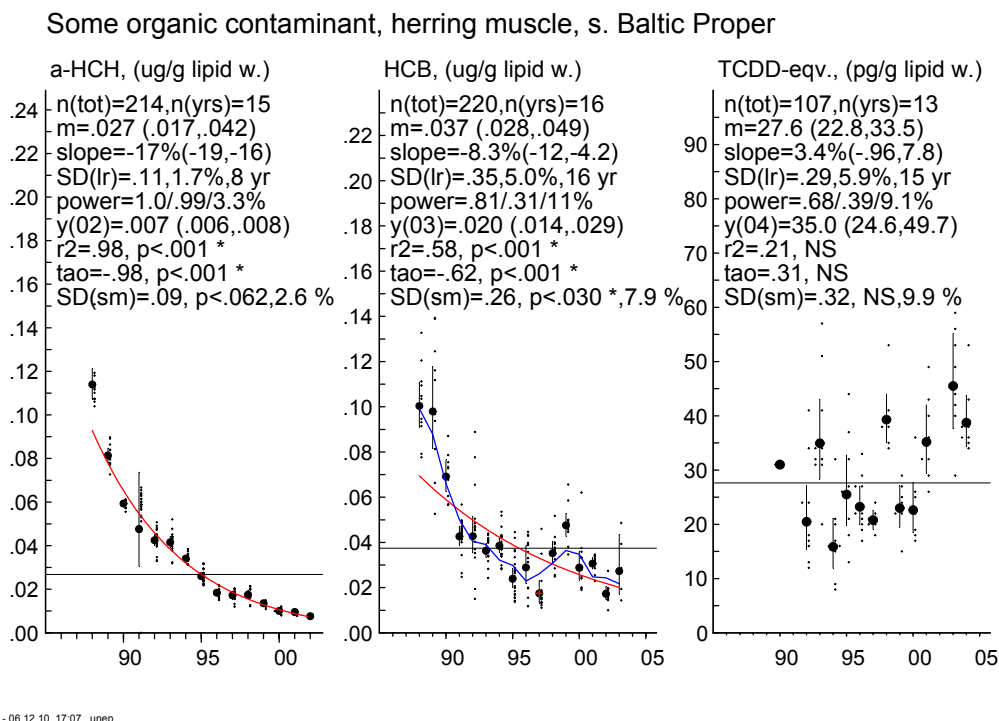 Some organic contaminant, herring muscle, s. Baltic Proper
a-HCH, (ug/g lipid w.)
n(tot)=214,n(yrs)=15
m=.027 (.017,.042)
slope=-17%(-19,-16)
SD(lr)=.11,1.7%,8 yr
power=1.0/.99/3.3%
y(02)=.007 (.006,.008)
r2=.98, p<.001 *
tao=-.98, p<.001 *
SD(sm)=.09, p<.062,2.6 %
.24
.22
.20
.18
.16
.14
.12
.10
.08
.06
.04
.02
.00
90 95 00
HCB, (ug/g lipid w.)
n(tot)=220,n(yrs)=16
m=.037 (.028,.049)
slope=-8.3%(-12,-4.2)
SD(lr)=.35,5.0%,16 yr
power=.81/.31/11%
y(03)=.020 (.014,.029)
r2=.58, p<.001 *
tao=-.62, p<.001 *
SD(sm)=.26, p<.030 *,7.9 %
.22
.20
.18
.16
.14
.12
.10
.08
.06
.04
.02
.00
90 95 00 05
TCDD-eqv., (pg/g lipid w.)
n(tot)=107,n(yrs)=13
m=27.6 (22.8,33.5)
slope=3.4%(-.96,7.8)
SD(lr)=.29,5.9%,15 yr
power=.68/.39/9.1%
y(04)=35.0 (24.6,49.7)
r2=.21, NS
tao=.31, NS
SD(sm)=.32, NS,9.9 %
90
80
70
60
50
40
30
20
10
0
90 95 00 05
- 06.12.10, 17:07, unep